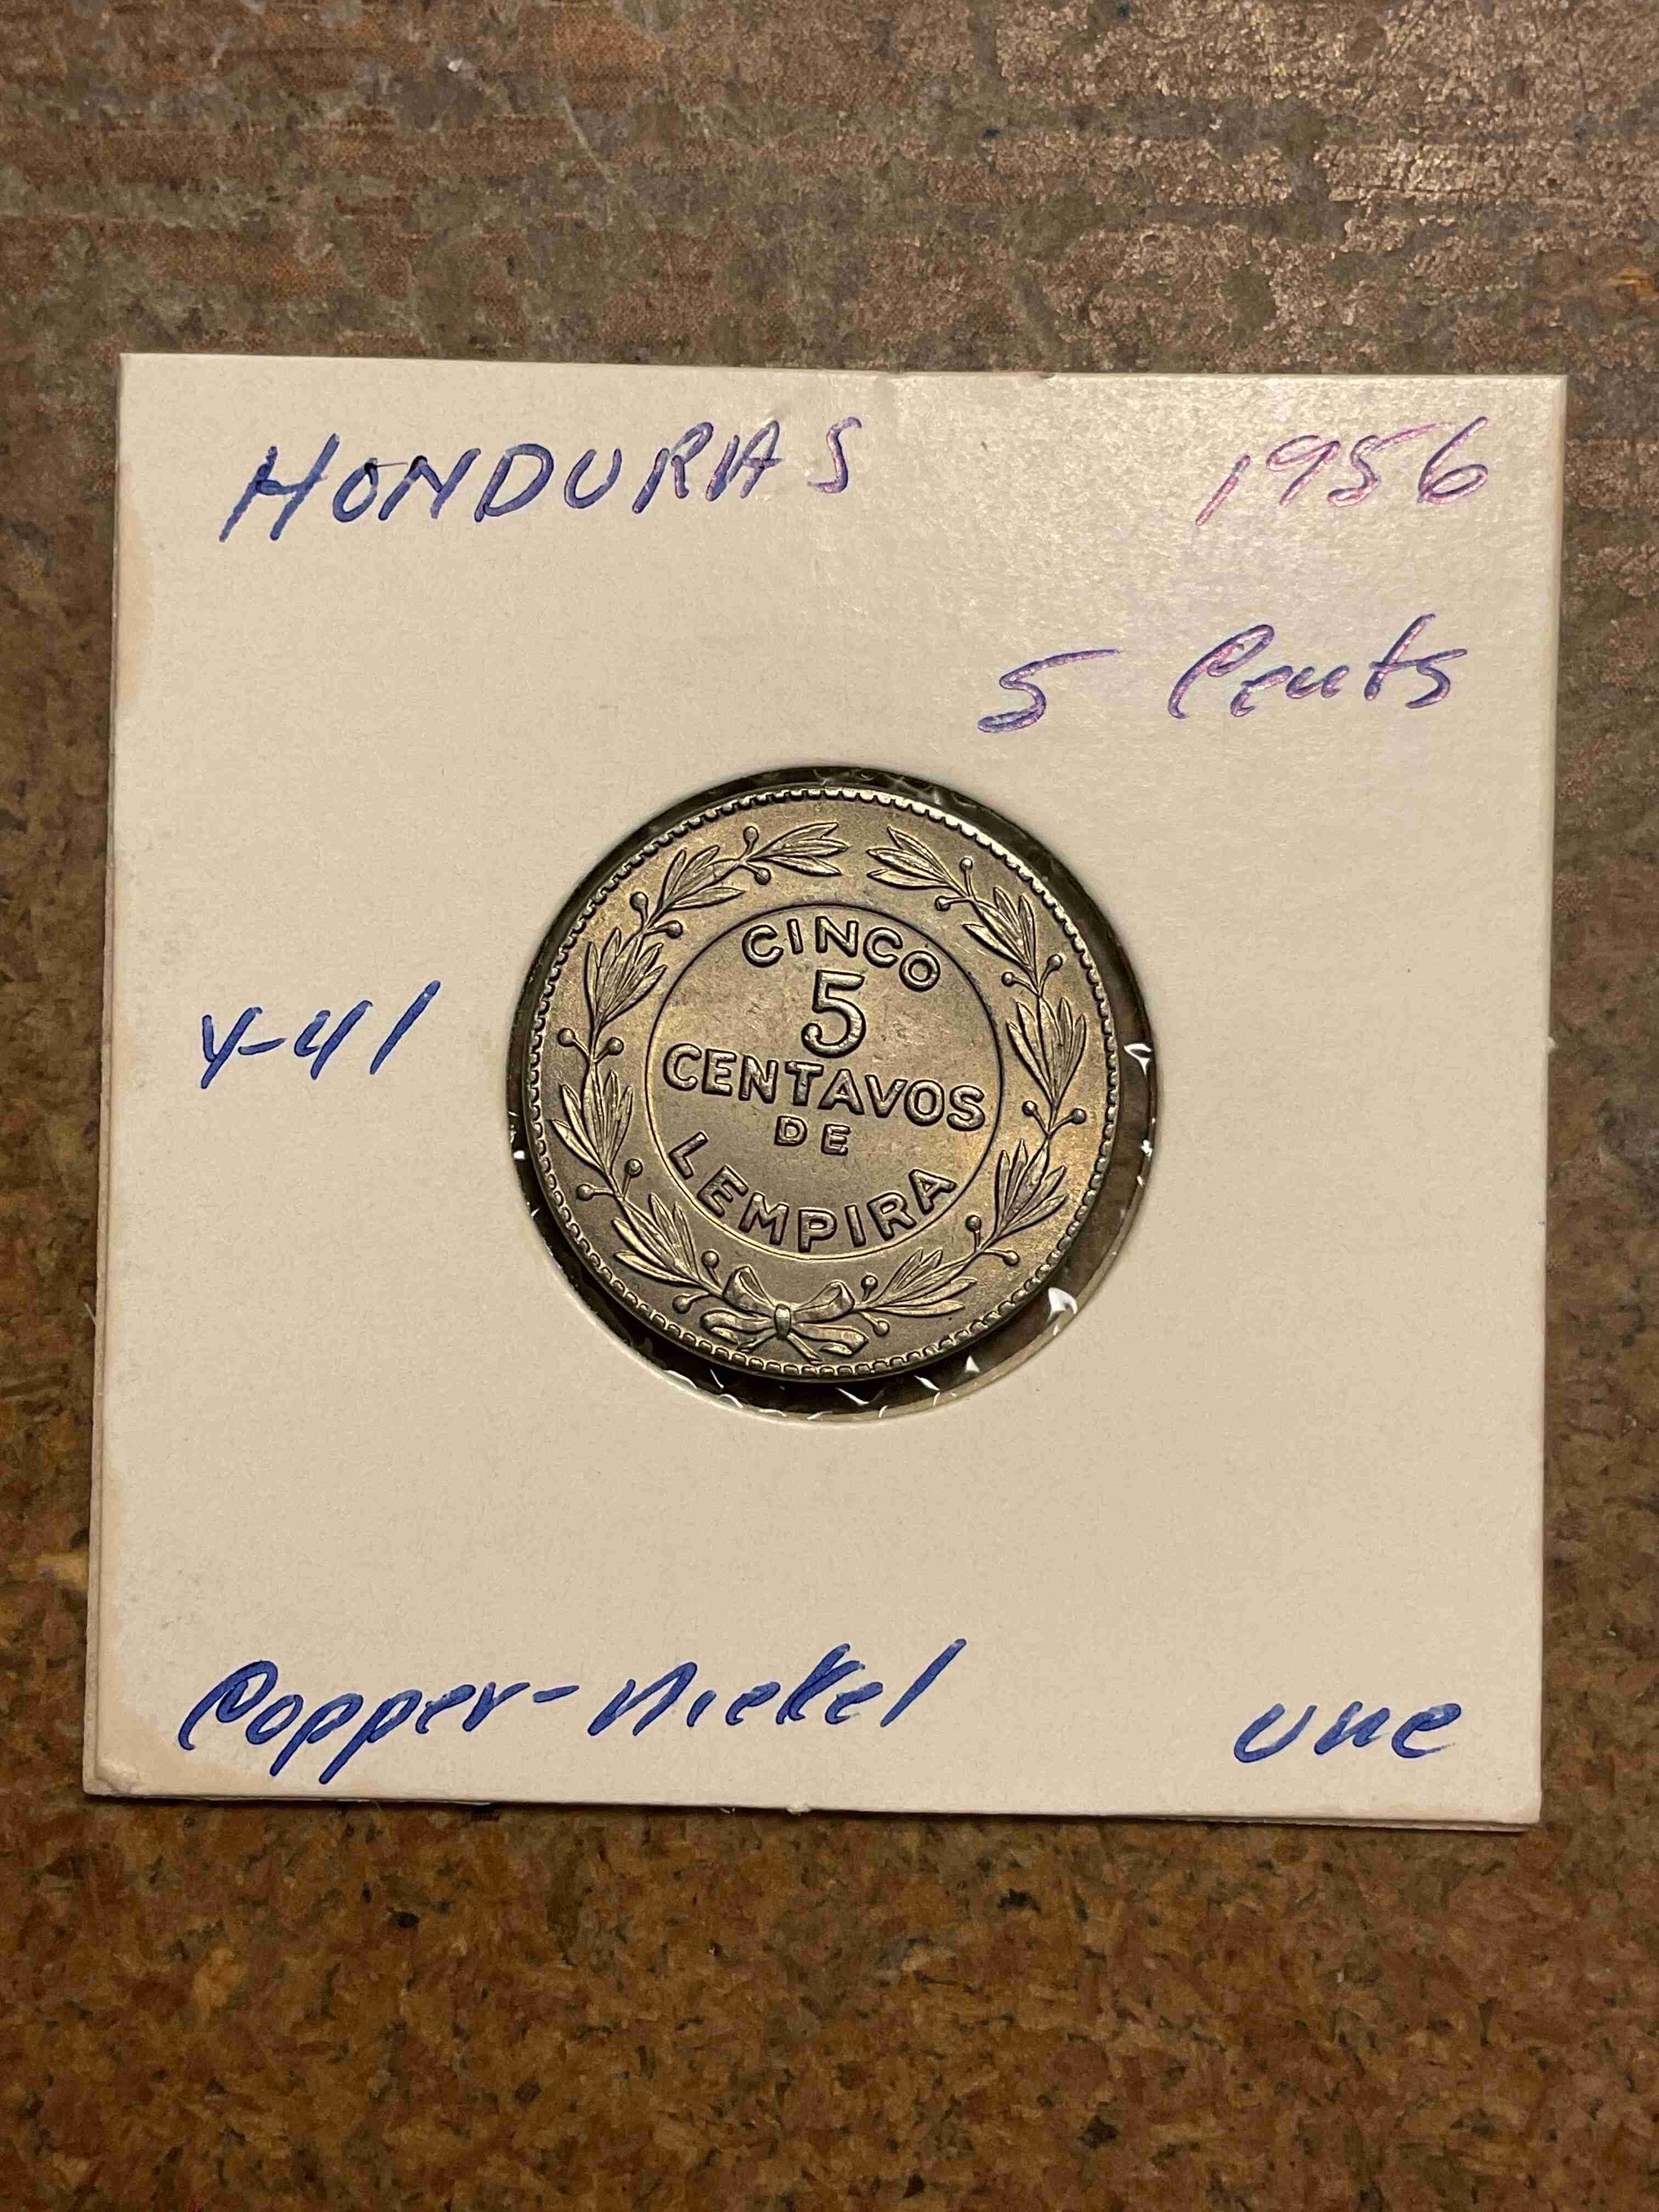 HONDURAS 1956
5 Cents
CINCO
5
CENTAVOS
DE
LEMPIRA
Y-41
Copper-nickel unc